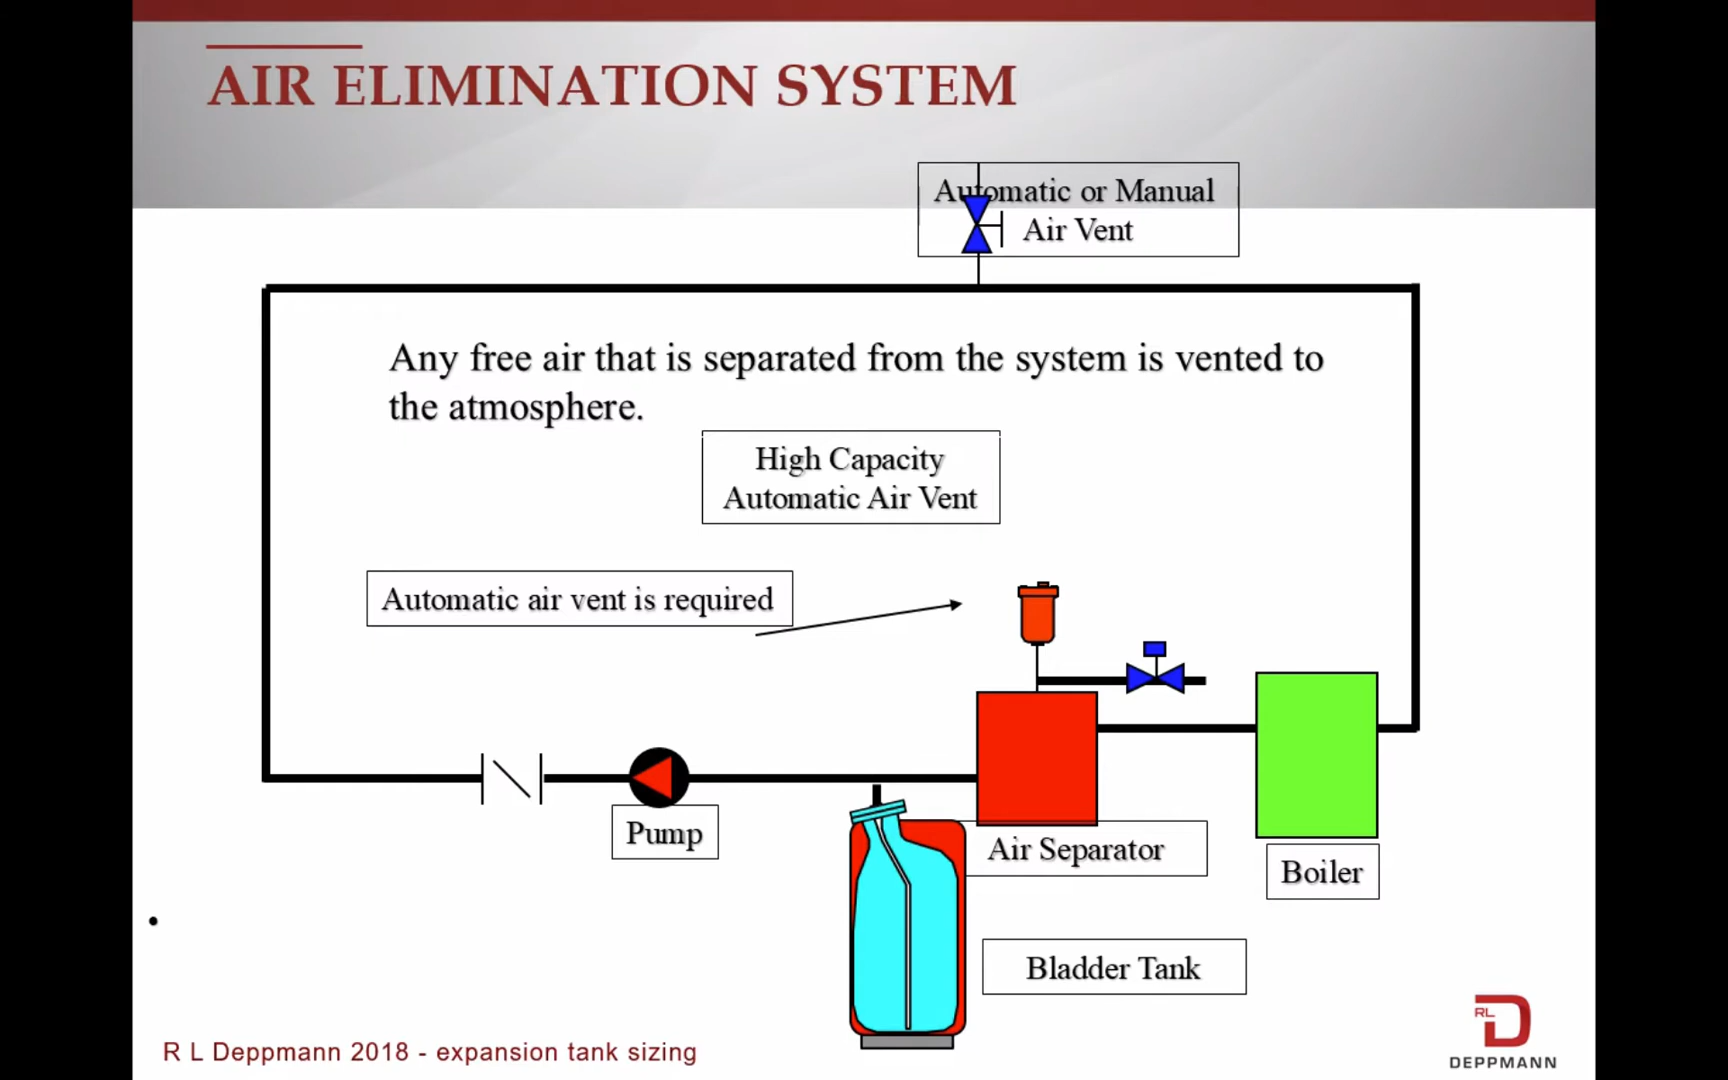 AIR ELIMINATION SYSTEM
Automatic or Manual
Air Vent
Any free air that is separated from the system is vented to
the atmosphere.
High Capacity
Automatic Air Vent
Automatic air vent is required
Pump
Air Separator
Boiler
Bladder Tank
R L Deppmann 2018 - expansion tank sizing
RL
DEPPMANN